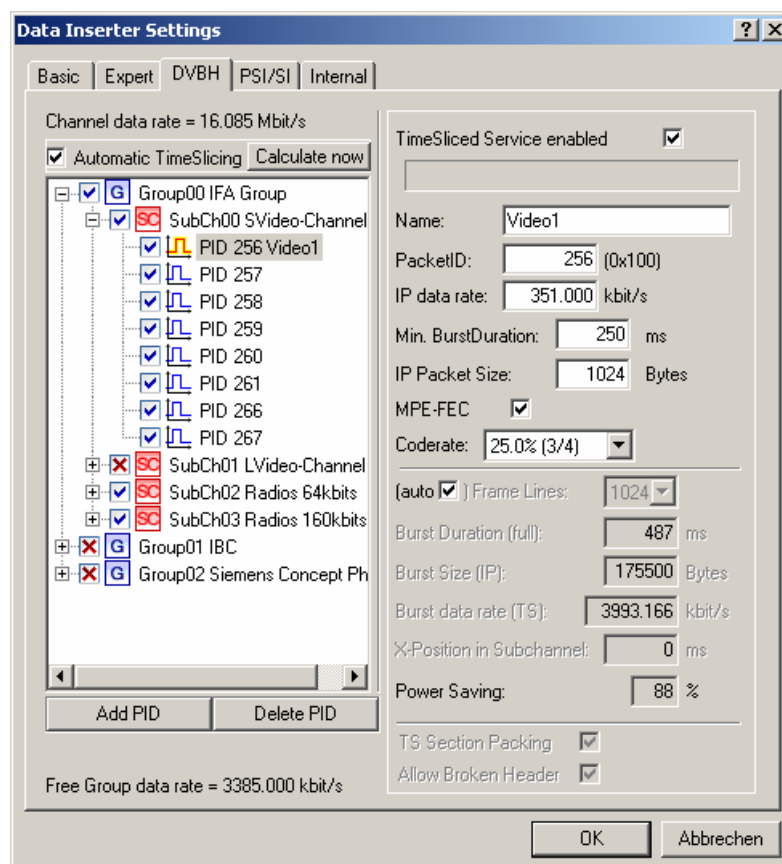 Data Inserter Settings
Basic Expert DVBH PSI/SI Internal
Channel data rate = 16.085 Mbit/s
Automatic TimeSlicing Calculate now
G Group00 IFA Group
SC SubCh00 SVideo-Channel
PID 256 Video1
PID 257
PID 258
PID 259
PID 260
PID 261
PID 266
PID 267
SC SubCh01 LVideo-Channel
SC SubCh02 Radios 64kbits
SC SubCh03 Radios 160kbits
G Group01 IBC
G Group02 Siemens Concept Ph
Add PID Delete PID
Free Group data rate = 3385.000 kbit/s
TimeSliced Service enabled
Name: Video1
PacketID: 256 (0x100)
IP data rate: 351.000 kbit/s
Min. BurstDuration: 250 ms
IP Packet Size: 1024 Bytes
MPE-FEC
Coderate: 25.0% (3/4)
(auto ) Frame Lines: 1024
Burst Duration (full): 487 ms
Burst Size (IP): 175500 Bytes
Burst data rate (TS): 3993.166 kbit/s
X-Position in Subchannel: 0 ms
Power Saving: 88 %
TS Section Packing
Allow Broken Header
OK Abbrechen